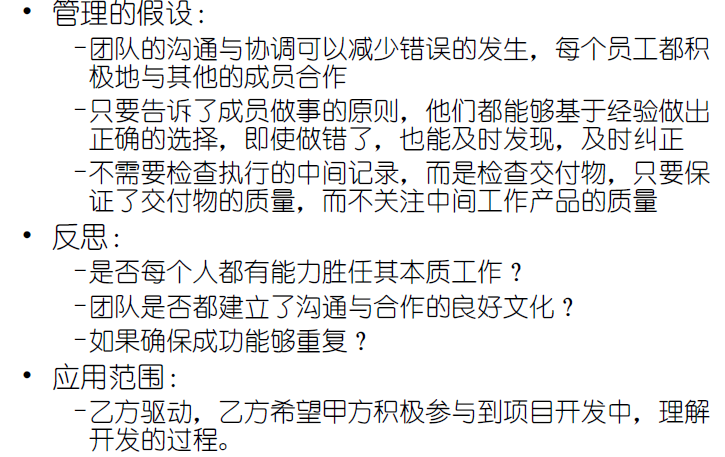 • 管理的假设：
–团队的沟通与协调可以减少错误的发生，每个员工都积
极地与其他的成员合作
–只要告诉了成员做事的原则，他们都能够基于经验做出
正确的选择，即使做错了，也能及时发现，及时纠正
–不需要检查执行的中间记录，而是检查交付物，只要保
证了交付物的质量，而不关注中间工作产品的质量
• 反思：
–是否每个人都有能力胜任其本质工作？
–团队是否都建立了沟通与合作的良好文化？
–如果确保成功能够重复？
• 应用范围：
–乙方驱动，乙方希望甲方积极参与到项目开发中，理解
开发的过程。